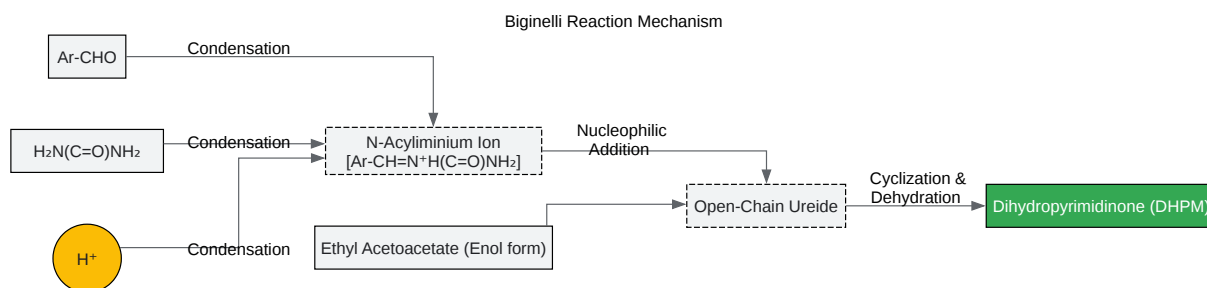 Biginelli Reaction Mechanism
Ar-CHO
Condensation
H₂N(C=O)NH₂
Condensation
N-Acyliminium Ion
[Ar-CH=N⁺H(C=O)NH₂]
Nucleophilic
Addition
H⁺
Condensation
Ethyl Acetoacetate (Enol form)
Open-Chain Ureide
Cyclization &
Dehydration
Dihydropyrimidinone (DHPM)